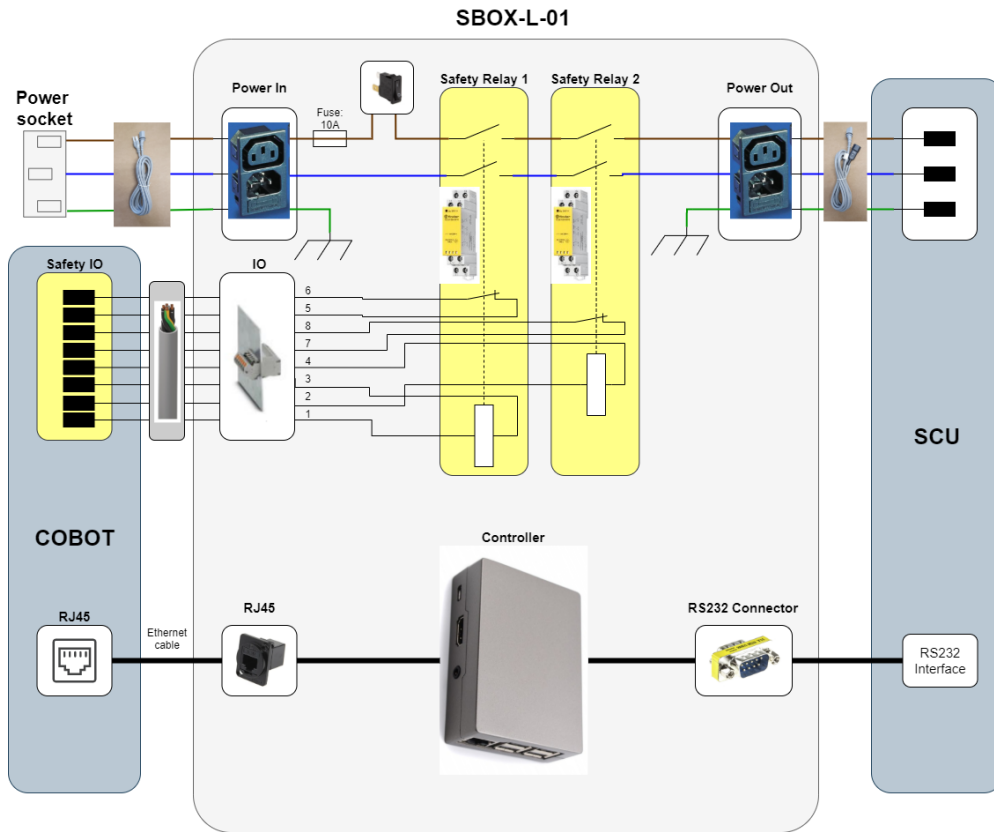 SBOX-L-01
Power
socket
Power In
Fuse:
10A
Safety Relay 1
Safety Relay 2
Power Out
Safety IO
IO
6
5
8
7
4
3
2
1
COBOT
SCU
Controller
RJ45
Ethernet
cable
RJ45
RS232 Connector
RS232
Interface